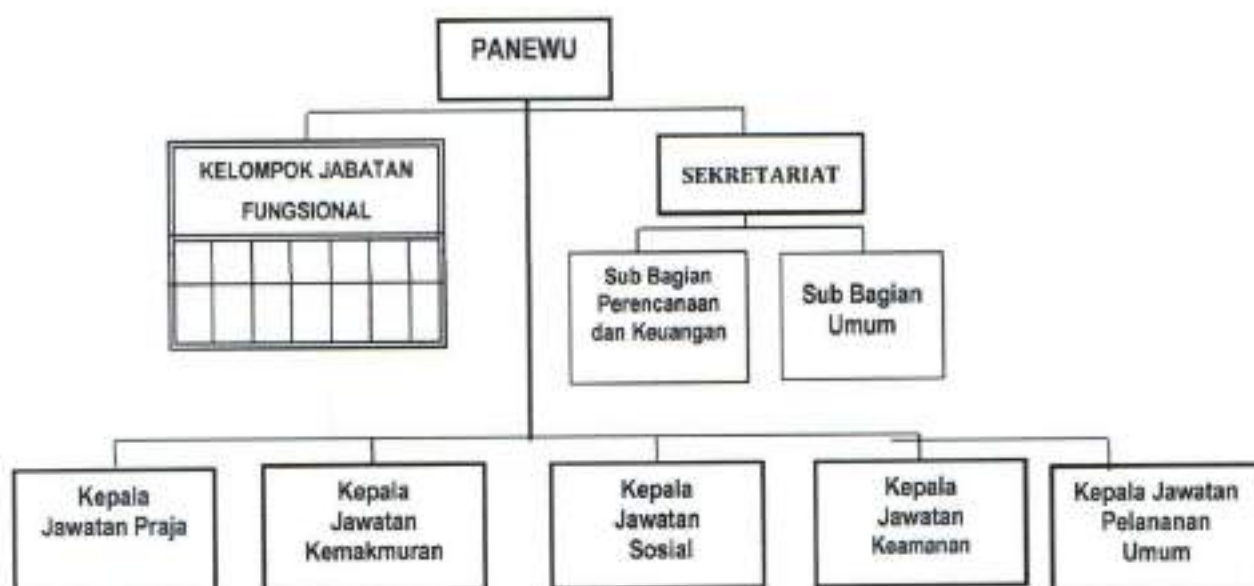 PANEWU
KELOMPOK JABATAN
FUNGSIONAL
SEKRETARIAT
Sub Bagian
Perencanaan
dan Keuangan
Sub Bagian
Umum
Kepala
Jawatan Praja
Kepala
Jawatan
Kemakmuran
Kepala
Jawatan
Sosial
Kepala
Jawatan
Keamanan
Kepala Jawatan
Pelananan
Umum